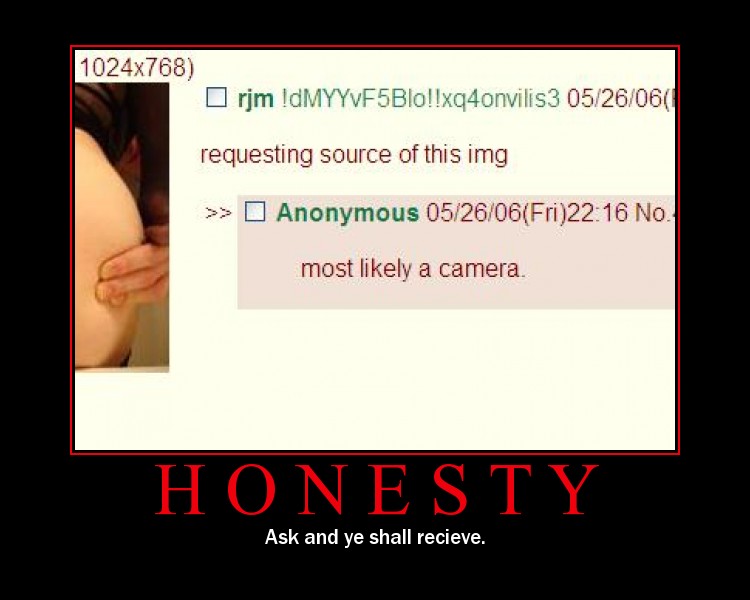 1024x768)
rjm !dMYYvF5Blo!!xq4onvilis3 05/26/06(
requesting source of this img
>> Anonymous 05/26/06(Fri)22:16 No.
most likely a camera.
HONESTY
Ask and ye shall recieve.